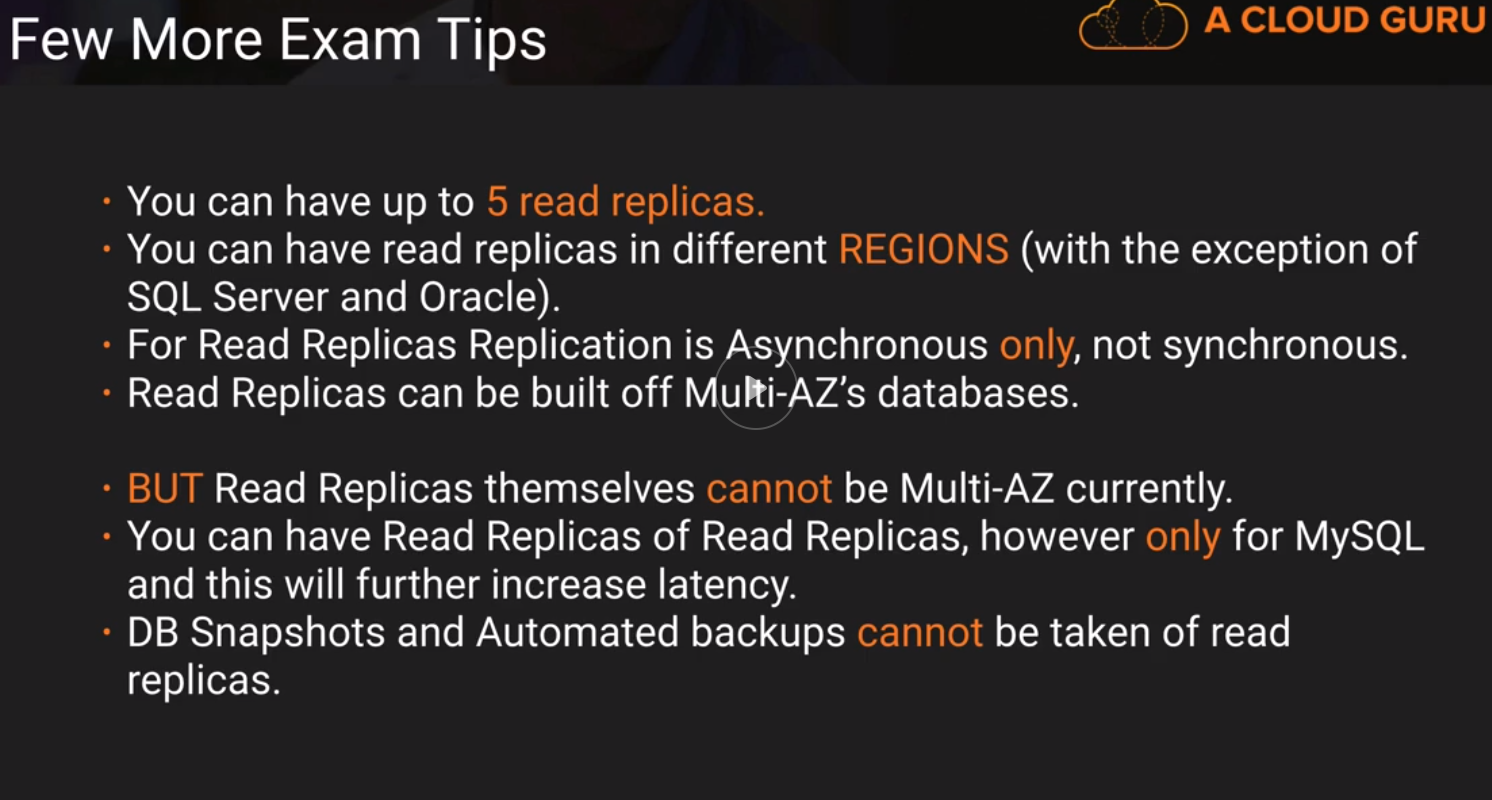 Few More Exam Tips
A CLOUD GURU
• You can have up to 5 read replicas.
• You can have read replicas in different REGIONS (with the exception of
SQL Server and Oracle).
• For Read Replicas Replication is Asynchronous only, not synchronous.
• Read Replicas can be built off Multi-AZ’s databases.
• BUT Read Replicas themselves cannot be Multi-AZ currently.
• You can have Read Replicas of Read Replicas, however only for MySQL
and this will further increase latency.
• DB Snapshots and Automated backups cannot be taken of read
replicas.